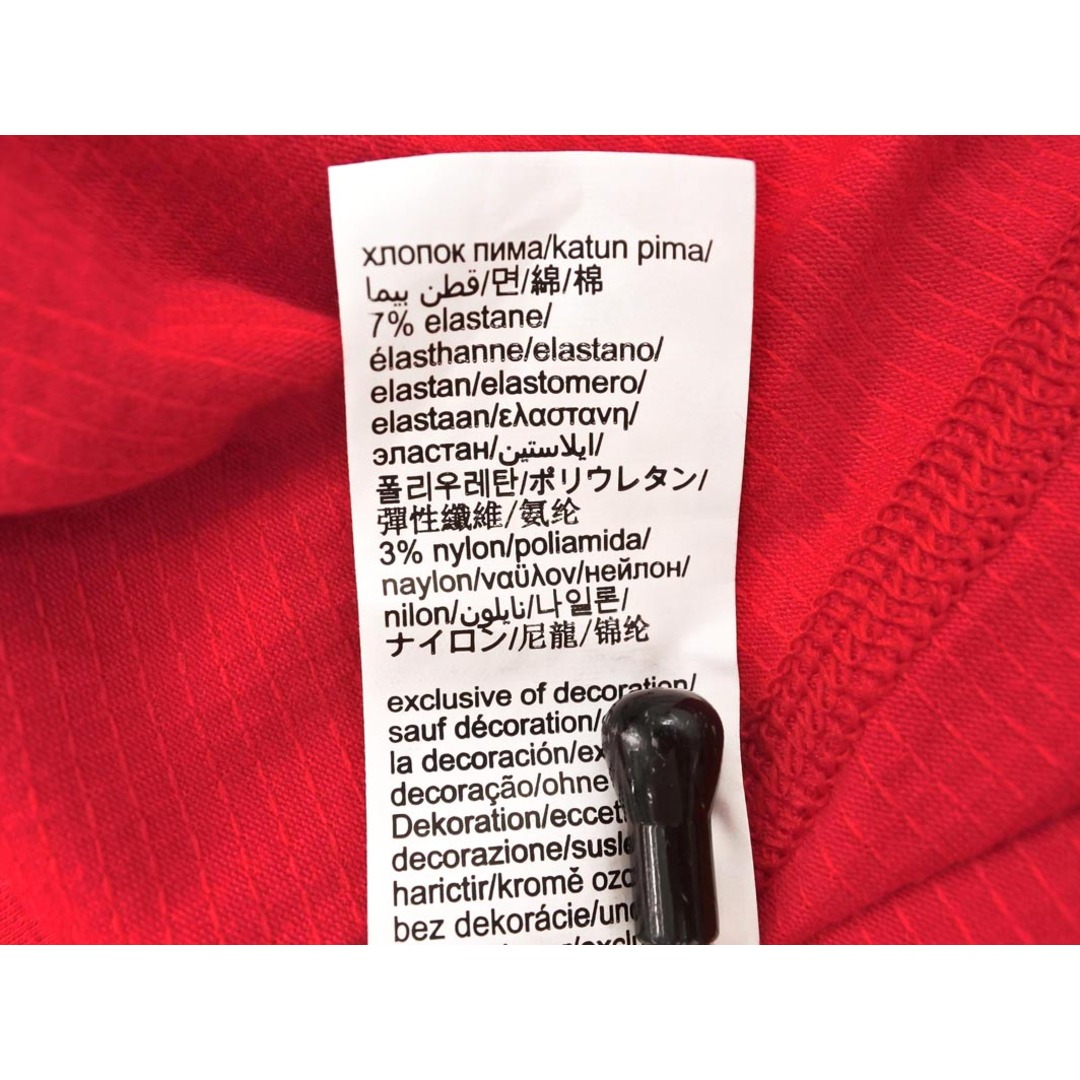 хлопок пима/katun pima/
قطن بيما/면/綿/棉
7% elastane/
élasthanne/elastano/
elastan/elastomero/
elastaan/ελαστανη/
эластан/ايلاستين/
폴리우레탄/ポリウレタン/
彈性纖維/氨纶
3% nylon/poliamida/
naylon/ναϋλον/нейлон/
nilon/نايلون/나일론/
ナイロン/尼龍/锦纶
exclusive of decoration/
sauf décoration/
la decoración/
decoração/ohne
Dekoration/
decorazione/
harictir/kromě
bez dekorácie/